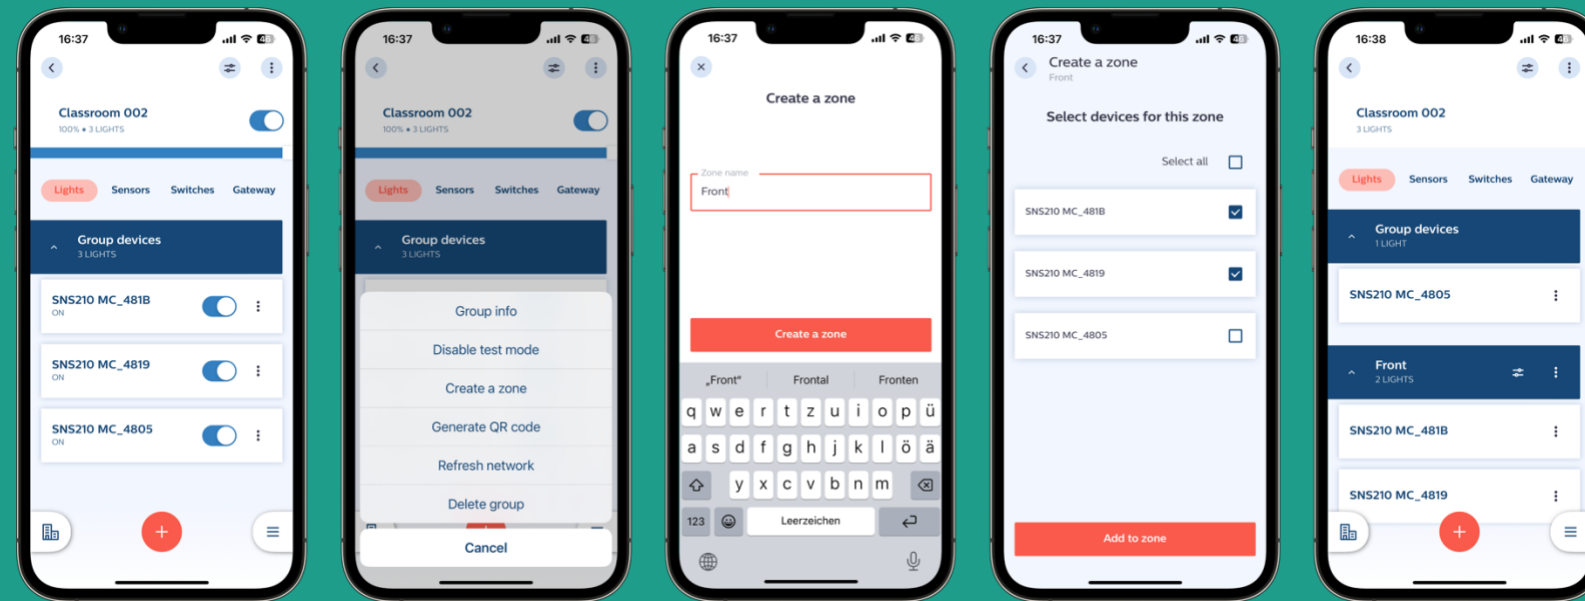 16:37
Classroom 002
100% • 3 LIGHTS
Lights Sensors Switches Gateway
Group devices
3 LIGHTS
SNS210 MC_481B
ON
SNS210 MC_4819
ON
SNS210 MC_4805
ON
16:37
Classroom 002
100% • 3 LIGHTS
Lights Sensors Switches Gateway
Group devices
3 LIGHTS
Group info
Disable test mode
Create a zone
Generate QR code
Refresh network
Delete group
Cancel
16:37
Create a zone
Zone name
Front
Create a zone
„Front“ Frontal Fronten
q w e r t z u i o p ü
a s d f g h j k l ö ä
y x c v b n m
123 Leerzeichen
16:37
Create a zone
Front
Select devices for this zone
Select all
SNS210 MC_481B
SNS210 MC_4819
SNS210 MC_4805
Add to zone
16:38
Classroom 002
3 LIGHTS
Lights Sensors Switches Gateway
Group devices
1 LIGHT
SNS210 MC_4805
Front
2 LIGHTS
SNS210 MC_481B
SNS210 MC_4819